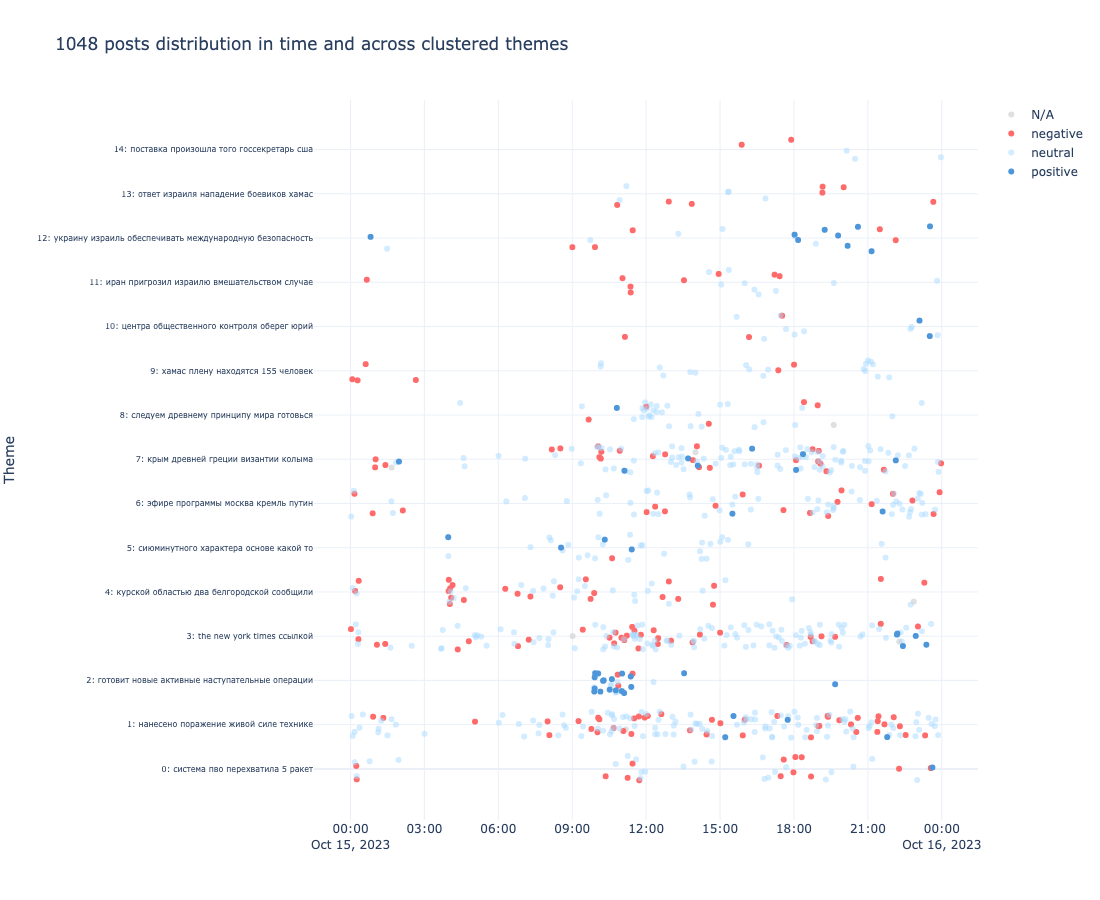 1048 posts distribution in time and across clustered themes
N/A
negative
neutral
positive
Theme
14: поставка произошла того госсекретарь сша
13: ответ израиля нападение боевиков хамас
12: украину израиль обеспечивать международную безопасность
11: иран пригрозил израилю вмешательством случае
10: центра общественного контроля оберег юрий
9: хамас плену находятся 155 человек
8: следуем древнему принципу мира готовься
7: крым древней греции византии колыма
6: эфире программы москва кремль путин
5: сиюминутного характера основе какой то
4: курской областью два белгородской сообщили
3: the new york times ссылкой
2: готовит новые активные наступательные операции
1: нанесено поражение живой силе технике
0: система пво перехватила 5 ракет
00:00 03:00 06:00 09:00 12:00 15:00 18:00 21:00 00:00
Oct 15, 2023 Oct 16, 2023